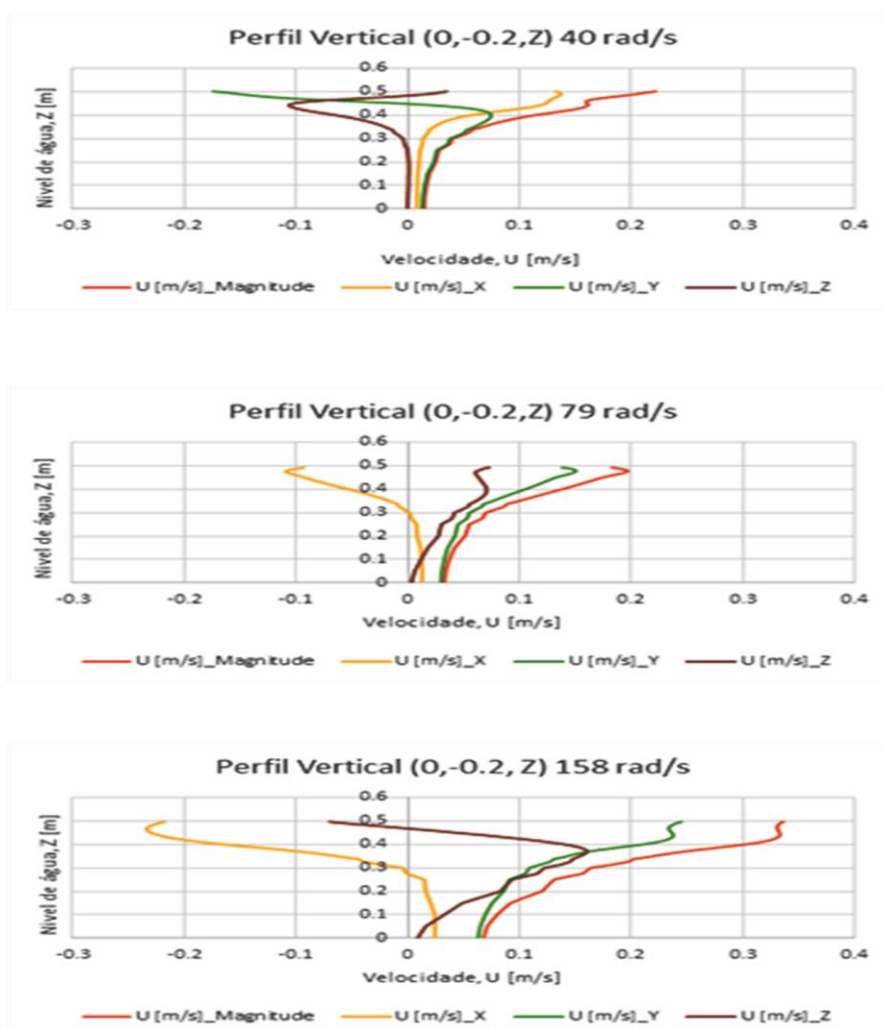 Perfil Vertical (0,-0.2,Z) 40 rad/s
0.6
0.5
0.4
0.3
0.2
0.1
0
Nivel de água,Z [m]
-0.3 -0.2 -0.1 0 0.1 0.2 0.3 0.4
Velocidade, U [m/s]
U [m/s]_Magnitude U [m/s]_X U [m/s]_Y U [m/s]_Z
Perfil Vertical (0,-0.2,Z) 79 rad/s
0.6
0.5
0.4
0.3
0.2
0.1
0
Nivel de água,Z [m]
-0.3 -0.2 -0.1 0 0.1 0.2 0.3 0.4
Velocidade, U [m/s]
U [m/s]_Magnitude U [m/s]_X U [m/s]_Y U [m/s]_Z
Perfil Vertical (0,-0.2, Z) 158 rad/s
0.6
0.5
0.4
0.3
0.2
0.1
0
Nivel de água,Z [m]
-0.3 -0.2 -0.1 0 0.1 0.2 0.3 0.4
Velocidade, U [m/s]
U [m/s]_Magnitude U [m/s]_X U [m/s]_Y U [m/s]_Z